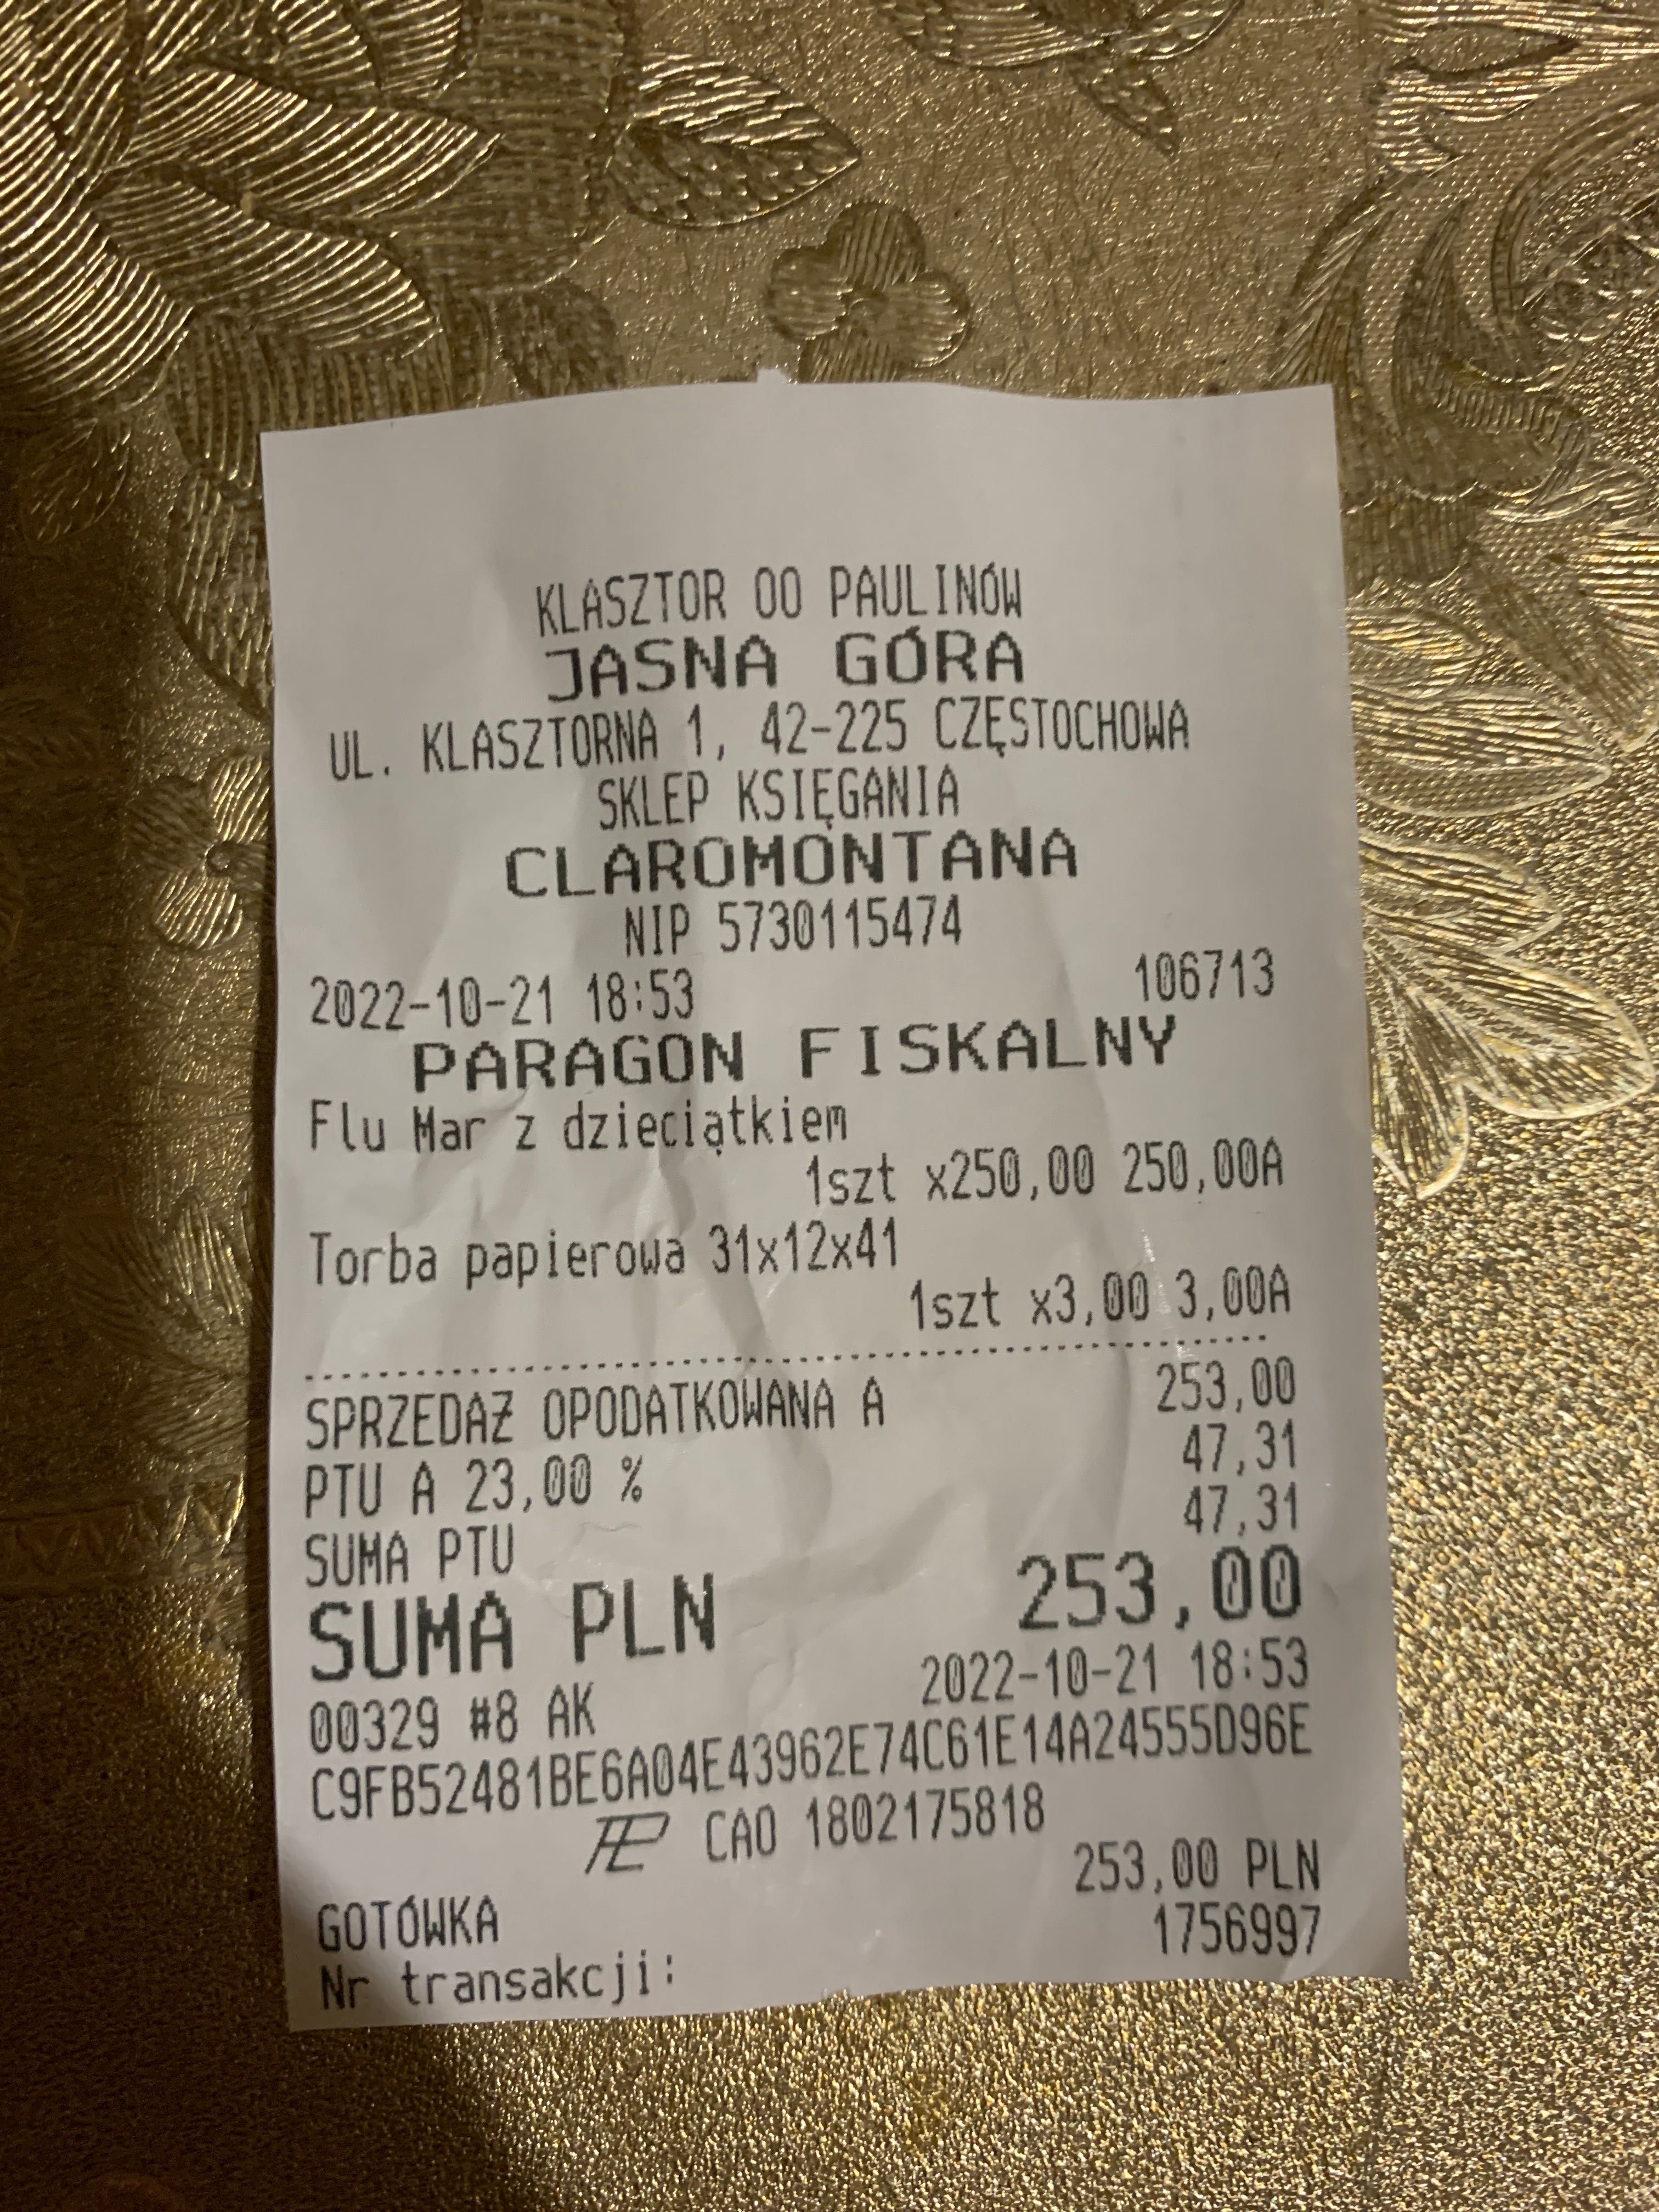 KLASZTOR OO PAULINÓW
JASNA GÓRA
UL. KLASZTORNA 1, 42-225 CZĘSTOCHOWA
SKLEP KSIĘGANIA
CLAROMONTANA
NIP 5730115474
2022-10-21 18:53 106713
PARAGON FISKALNY
Flu Mar z dzieciątkiem
1szt x250,00 250,00A
Torba papierowa 31x12x41
1szt x3,00 3,00A
SPRZEDAŻ OPODATKOWANA A 253,00
PTU A 23,00 % 47,31
SUMA PTU 47,31
SUMA PLN 253,00
00329 #8 AK 2022-10-21 18:53
C9FB52481BE6A04E43962E74C61E14A24555D96E
PL CAO 1802175818
GOTÓWKA 253,00 PLN
Nr transakcji: 1756997